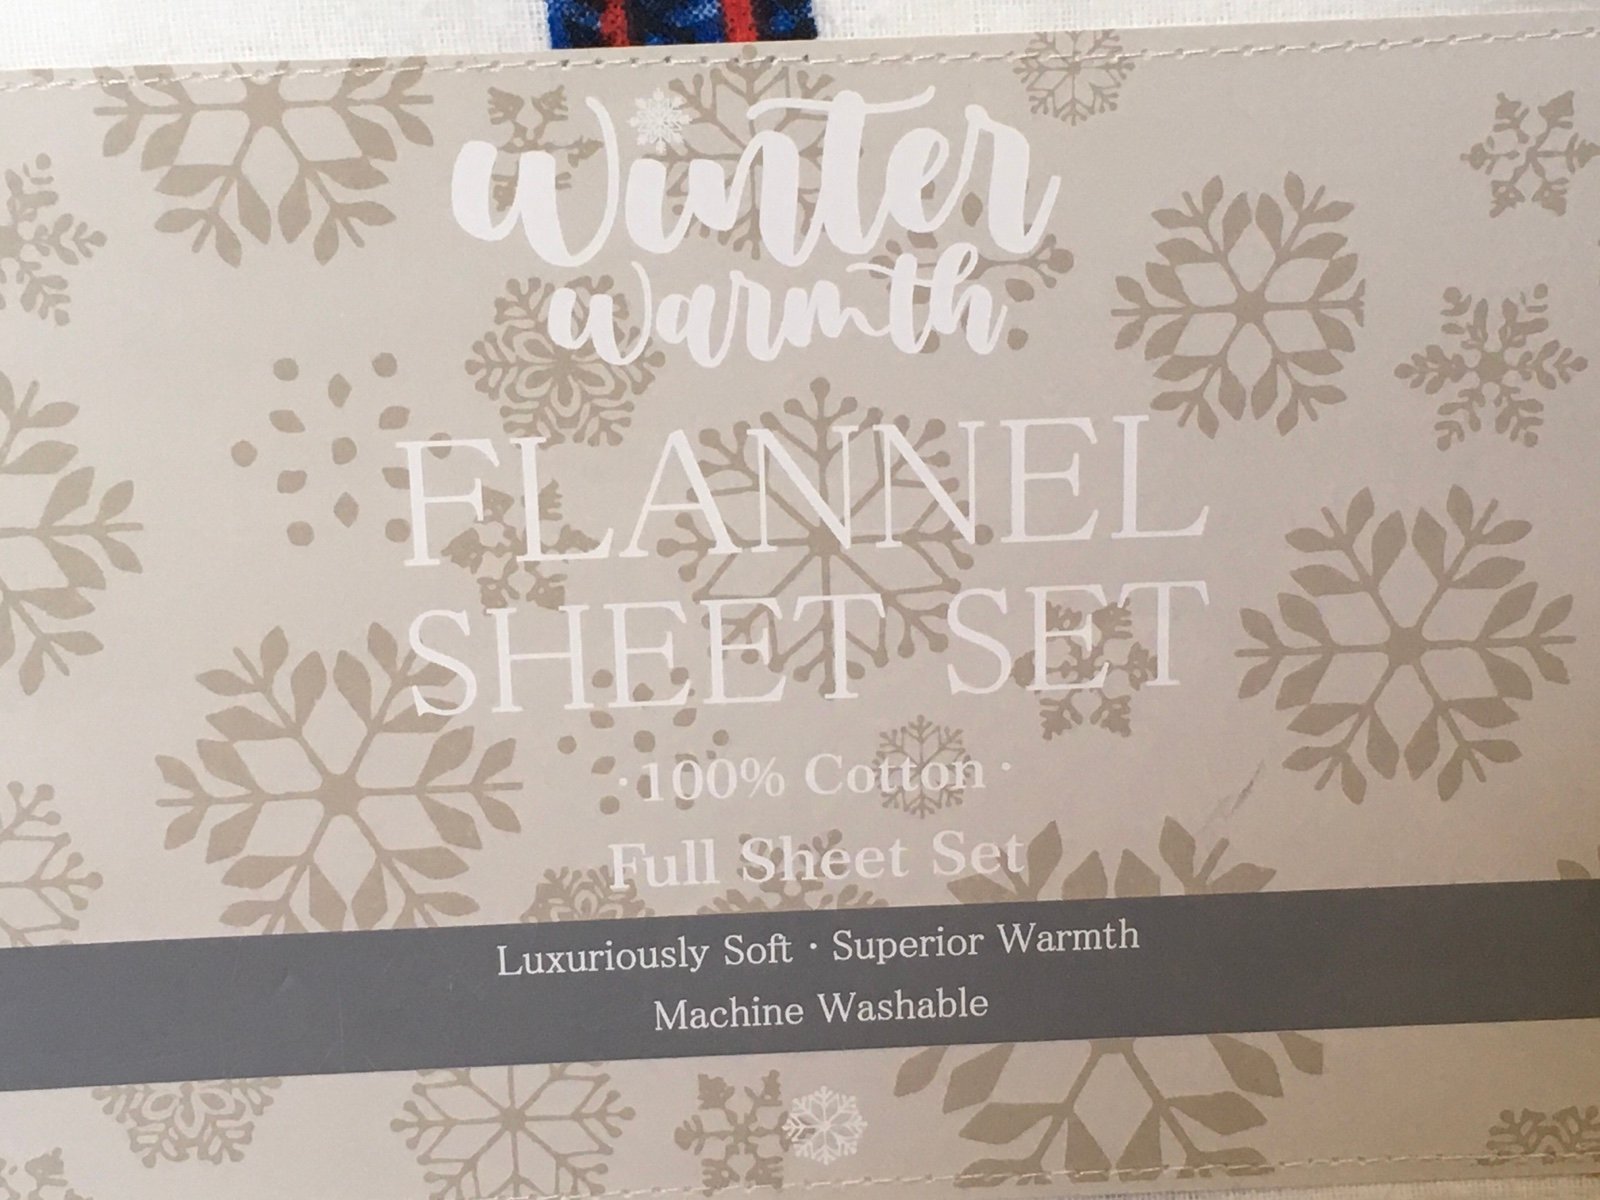 Winter
Warmth
FLANNEL
SHEET SET
· 100% Cotton ·
Full Sheet Set
Luxuriously Soft · Superior Warmth
Machine Washable